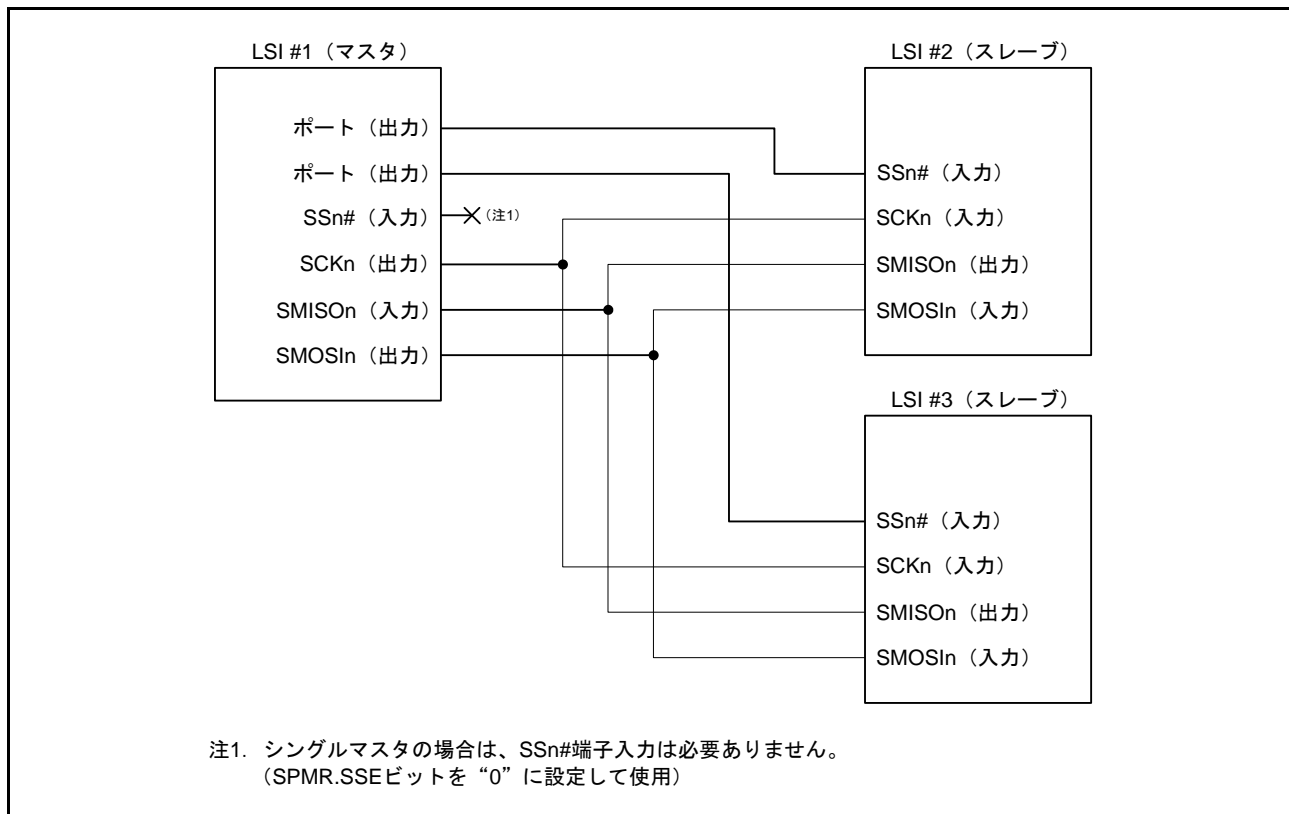 LSI #1（マスタ）
ポート（出力）
ポート（出力）
SSn#（入力）
（注1）
SCKn（出力）
SMISOn（入力）
SMOSIn（出力）
LSI #2（スレーブ）
SSn#（入力）
SCKn（入力）
SMISOn（出力）
SMOSIn（入力）
LSI #3（スレーブ）
SSn#（入力）
SCKn（入力）
SMISOn（出力）
SMOSIn（入力）
注1. シングルマスタの場合は、SSn#端子入力は必要ありません。
（SPMR.SSEビットを“0”に設定して使用）